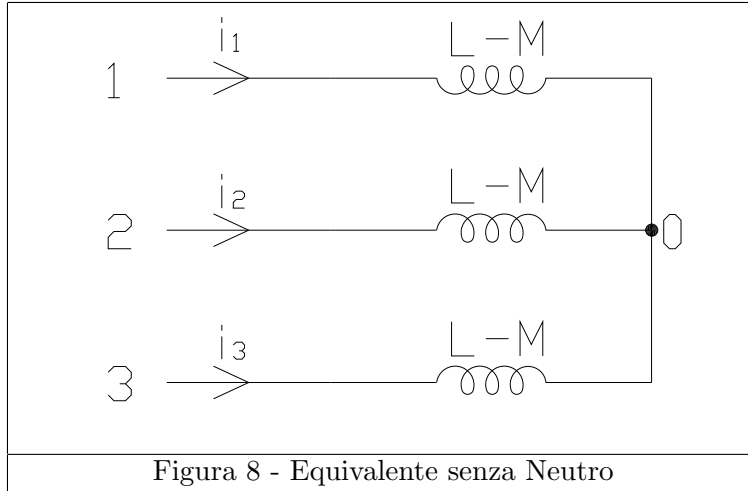 i1 L-M
1
i2 L-M
2 0
i3 L-M
3
Figura 8 - Equivalente senza Neutro